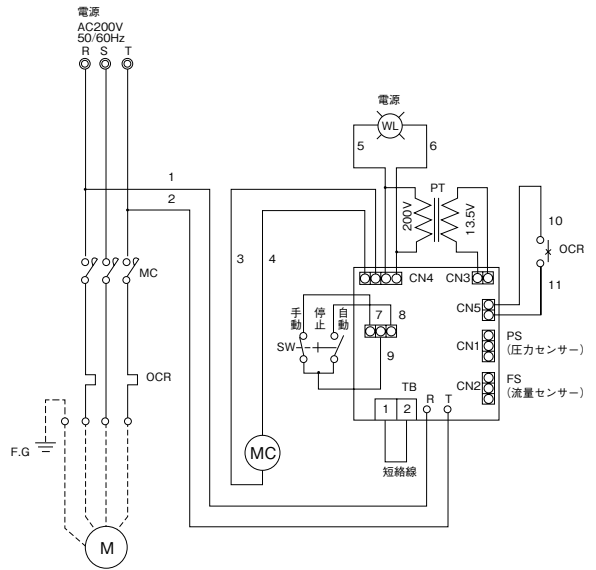 電源
AC200V
50/60Hz
R S T
電源
WL
5 6
1
PT
2
200V
13.5V
10
3 4
OCR
MC
11
CN4 CN3
CN5
手動 停止 自動
7 8
PS
(圧力センサー)
CN1
SW
9
FS
(流量センサー)
CN2
OCR
TB R T
1 2
F.G
MC
短絡線
M